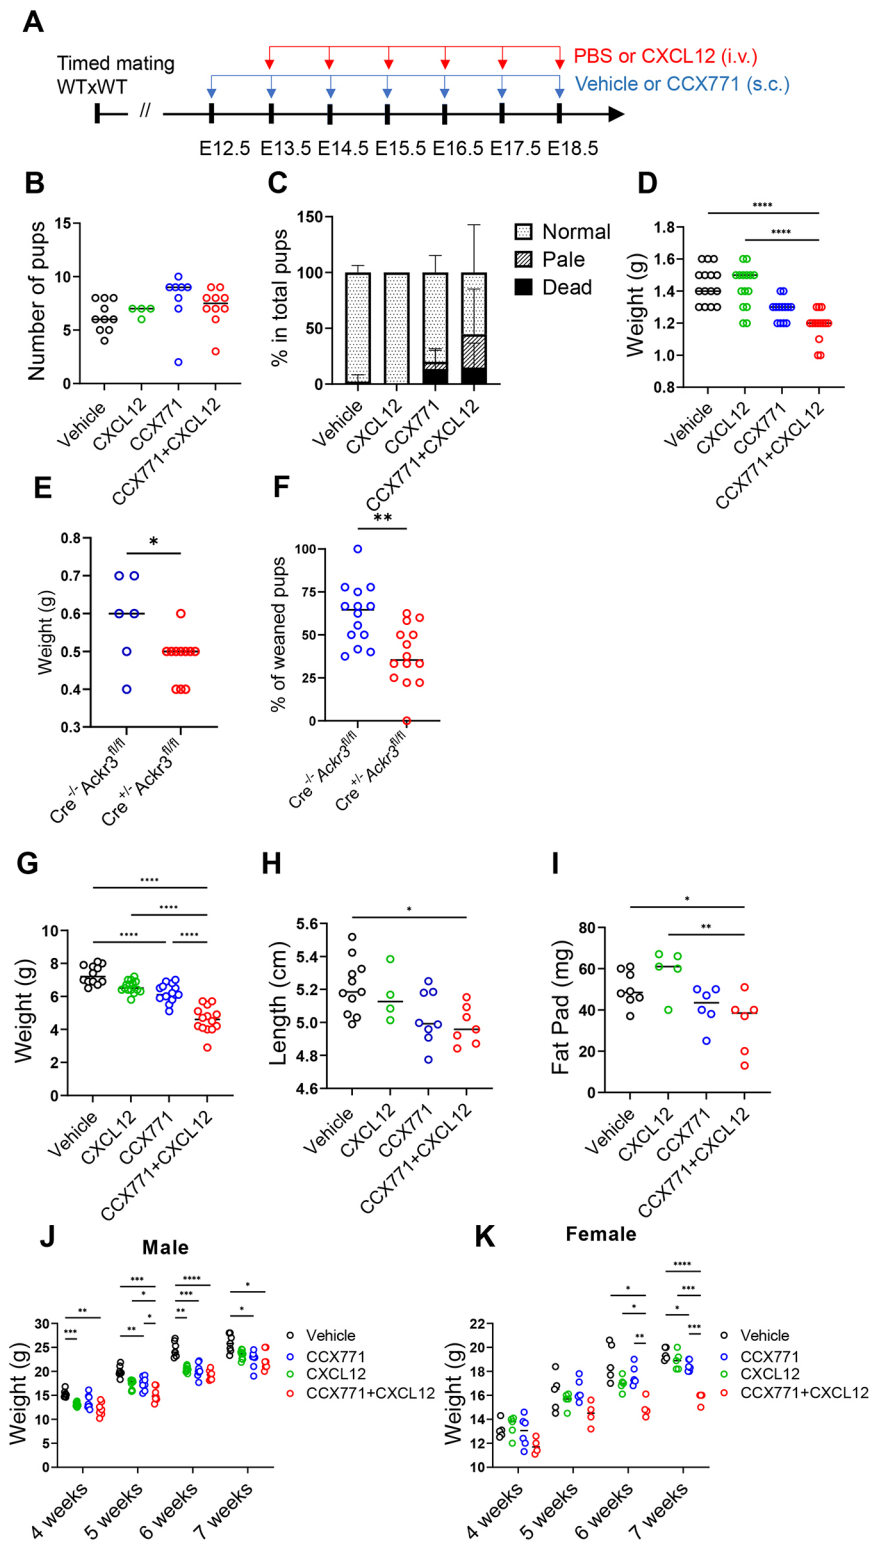 A
Timed mating
WTxWT
//
PBS or CXCL12 (i.v.)
Vehicle or CCX771 (s.c.)
E12.5 E13.5 E14.5 E15.5 E16.5 E17.5 E18.5
B
Number of pups
15
10
5
0
Vehicle
CXCL12
CCX771
CCX771+CXCL12
C
% in total pups
150
100
50
0
Normal
Pale
Dead
Vehicle
CXCL12
CCX771
CCX771+CXCL12
D
Weight (g)
1.8
1.6
1.4
1.2
1.0
0.8
****
****
Vehicle
CXCL12
CCX771
CCX771+CXCL12
E
Weight (g)
0.8
0.7
0.6
0.5
0.4
0.3
*
Cre-/-Ackr3fl/fl
Cre+/-Ackr3fl/fl
F
% of weaned pups
100
75
50
25
0
**
Cre-/-Ackr3fl/fl
Cre+/-Ackr3fl/fl
G
Weight (g)
10
8
6
4
2
0
****
****
**** ****
Vehicle
CXCL12
CCX771
CCX771+CXCL12
H
Length (cm)
5.6
5.4
5.2
5.0
4.8
4.6
*
Vehicle
CXCL12
CCX771
CCX771+CXCL12
I
Fat Pad (mg)
80
60
40
20
0
*
**
Vehicle
CXCL12
CCX771
CCX771+CXCL12
J
Male
Weight (g)
30
25
20
15
10
5
0
**
***
***
*
*
**
****
***
**
*
*
4 weeks
5 weeks
6 weeks
7 weeks
Vehicle
CCX771
CXCL12
CCX771+CXCL12
K
Female
Weight (g)
22
20
18
16
14
12
10
*
*
**
****
***
*
***
4 weeks
5 weeks
6 weeks
7 weeks
Vehicle
CCX771
CXCL12
CCX771+CXCL12